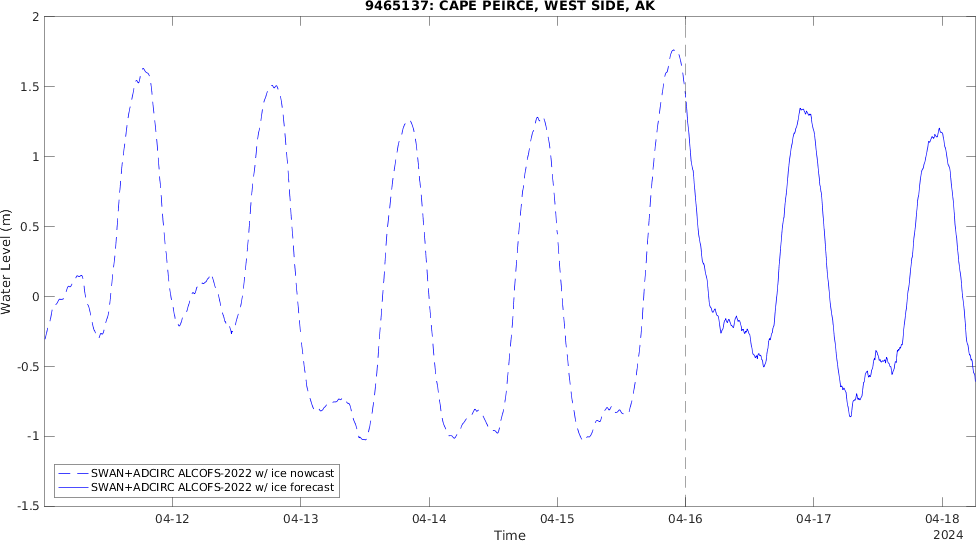 9465137: CAPE PEIRCE, WEST SIDE, AK
2
1.5
1
0.5
0
-0.5
-1
-1.5
Water Level (m)
SWAN+ADCIRC ALCOFS-2022 w/ ice nowcast
SWAN+ADCIRC ALCOFS-2022 w/ ice forecast
04-12 04-13 04-14 04-15 04-16 04-17 04-18
Time
2024